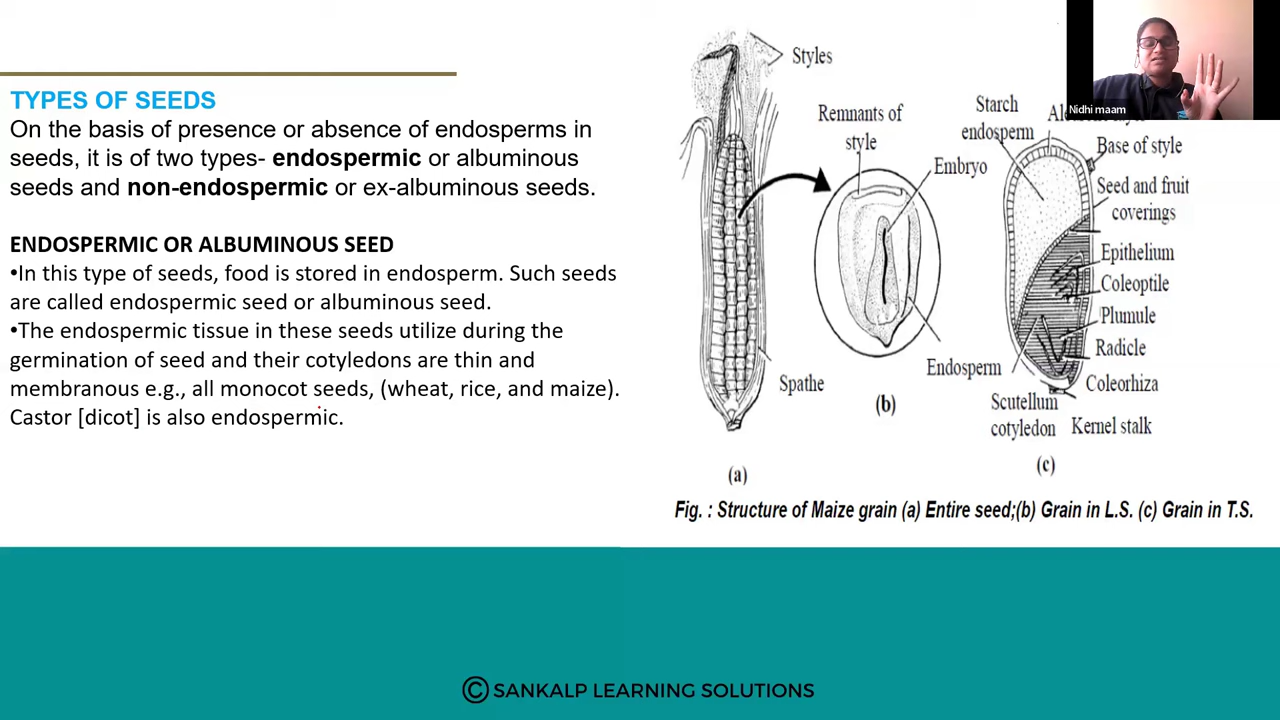 TYPES OF SEEDS
On the basis of presence or absence of endosperms in
seeds, it is of two types- endospermic or albuminous
seeds and non-endospermic or ex-albuminous seeds.
ENDOSPERMIC OR ALBUMINOUS SEED
•In this type of seeds, food is stored in endosperm. Such seeds
are called endospermic seed or albuminous seed.
•The endospermic tissue in these seeds utilize during the
germination of seed and their cotyledons are thin and
membranous e.g., all monocot seeds, (wheat, rice, and maize).
Castor [dicot] is also endospermic.
Styles
Spathe
(a)
Remnants of
style
Embryo
Endosperm
(b)
Starch
endosperm
Base of style
Seed and fruit
coverings
Epithelium
Coleoptile
Plumule
Radicle
Coleorhiza
Scutellum
cotyledon
Kernel stalk
(c)
Fig. : Structure of Maize grain (a) Entire seed;(b) Grain in L.S. (c) Grain in T.S.
Nidhi maam
© SANKALP LEARNING SOLUTIONS